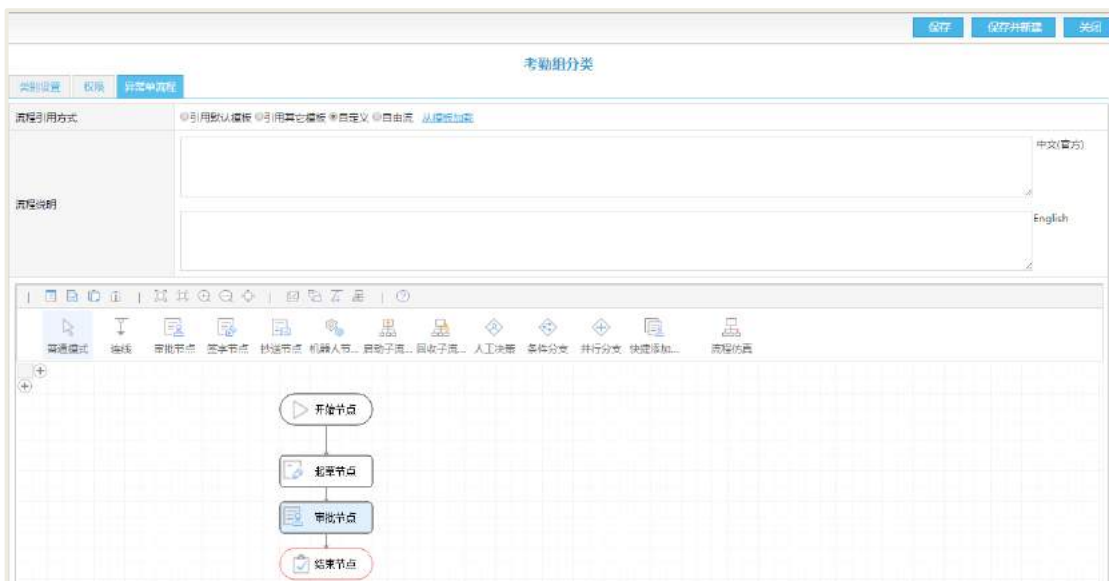 保存 保存并新建 关闭
考勤组分类
类别设置 权限 异常单流程
流程引用方式 引用默认模板 引用其它模板 自定义 自由流 从模板加载
中文(官方)
流程说明
English
普通模式 连线 审批节点 签字节点 抄送节点 机器人节... 启动子流... 回收子流... 人工决策 条件分支 并行分支 快捷添加... 流程仿真
开始节点
起草节点
审批节点
结束节点